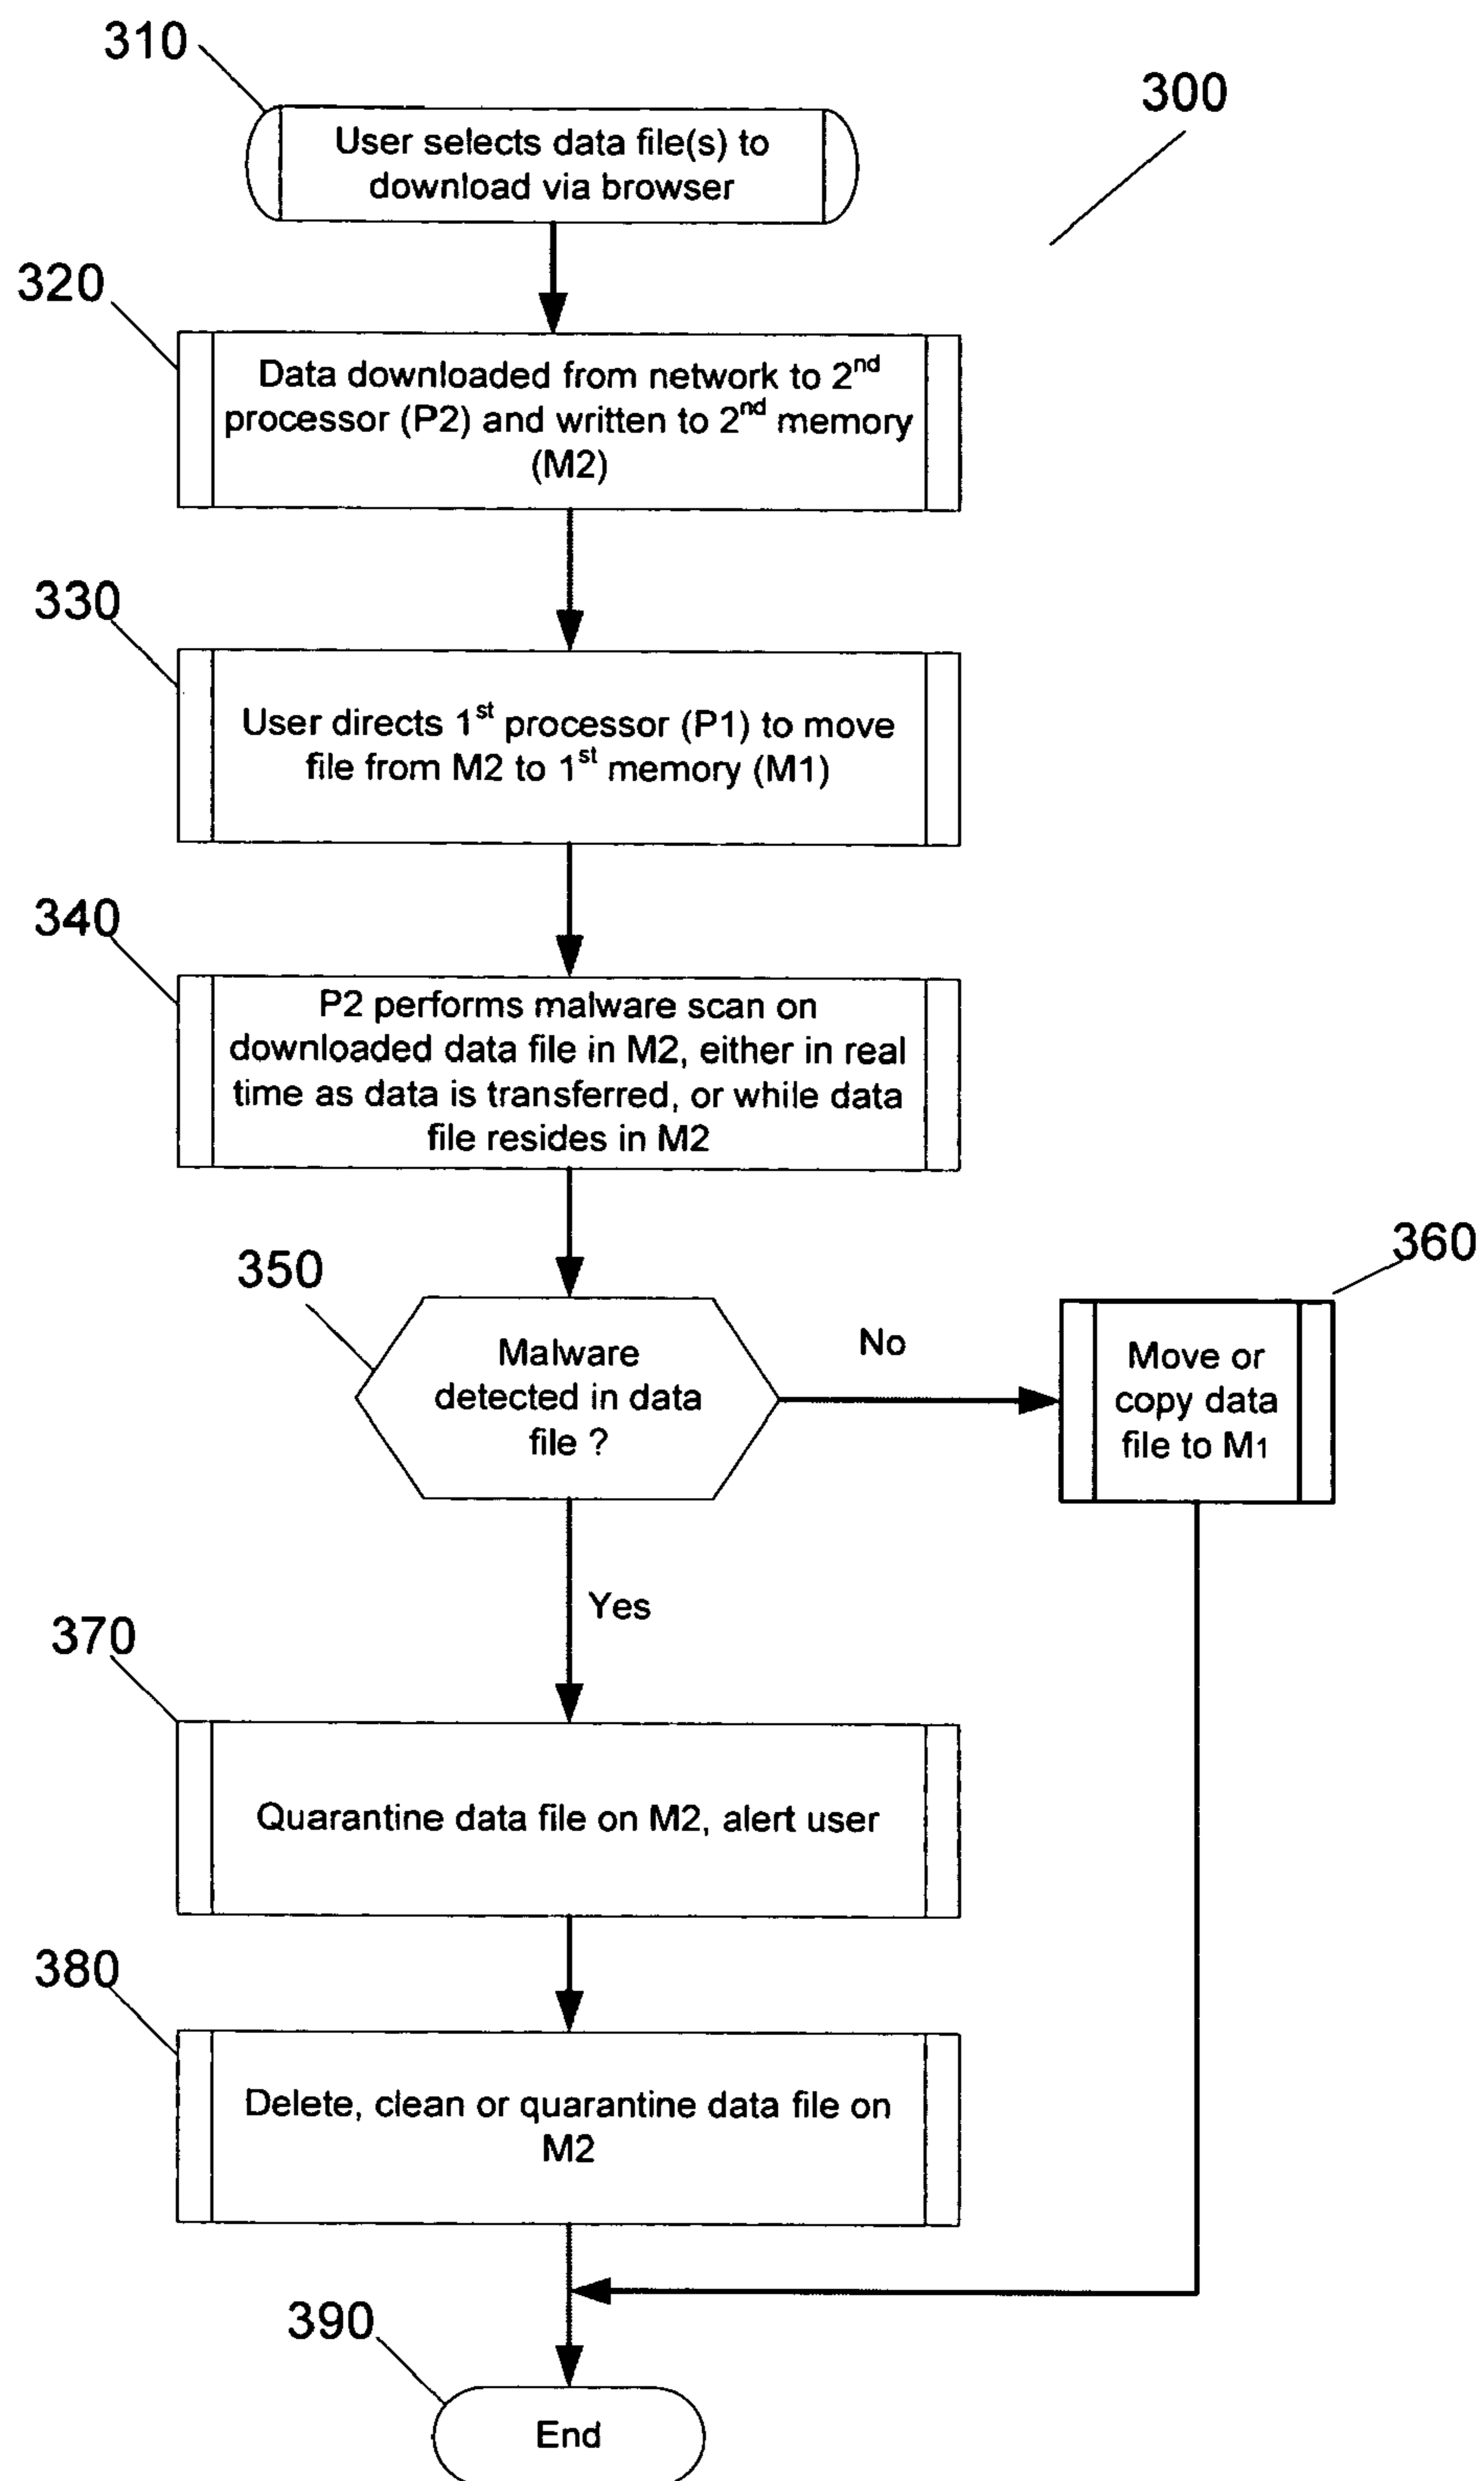 310
300
User selects data file(s) to
download via browser
320
Data downloaded from network to 2nd
processor (P2) and written to 2nd memory
(M2)
330
User directs 1st processor (P1) to move
file from M2 to 1st memory (M1)
340
P2 performs malware scan on
downloaded data file in M2, either in real
time as data is transferred, or while data
file resides in M2
350
360
Malware
detected in data
file ?
No
Move or
copy data
file to M1
Yes
370
Quarantine data file on M2, alert user
380
Delete, clean or quarantine data file on
M2
390
End